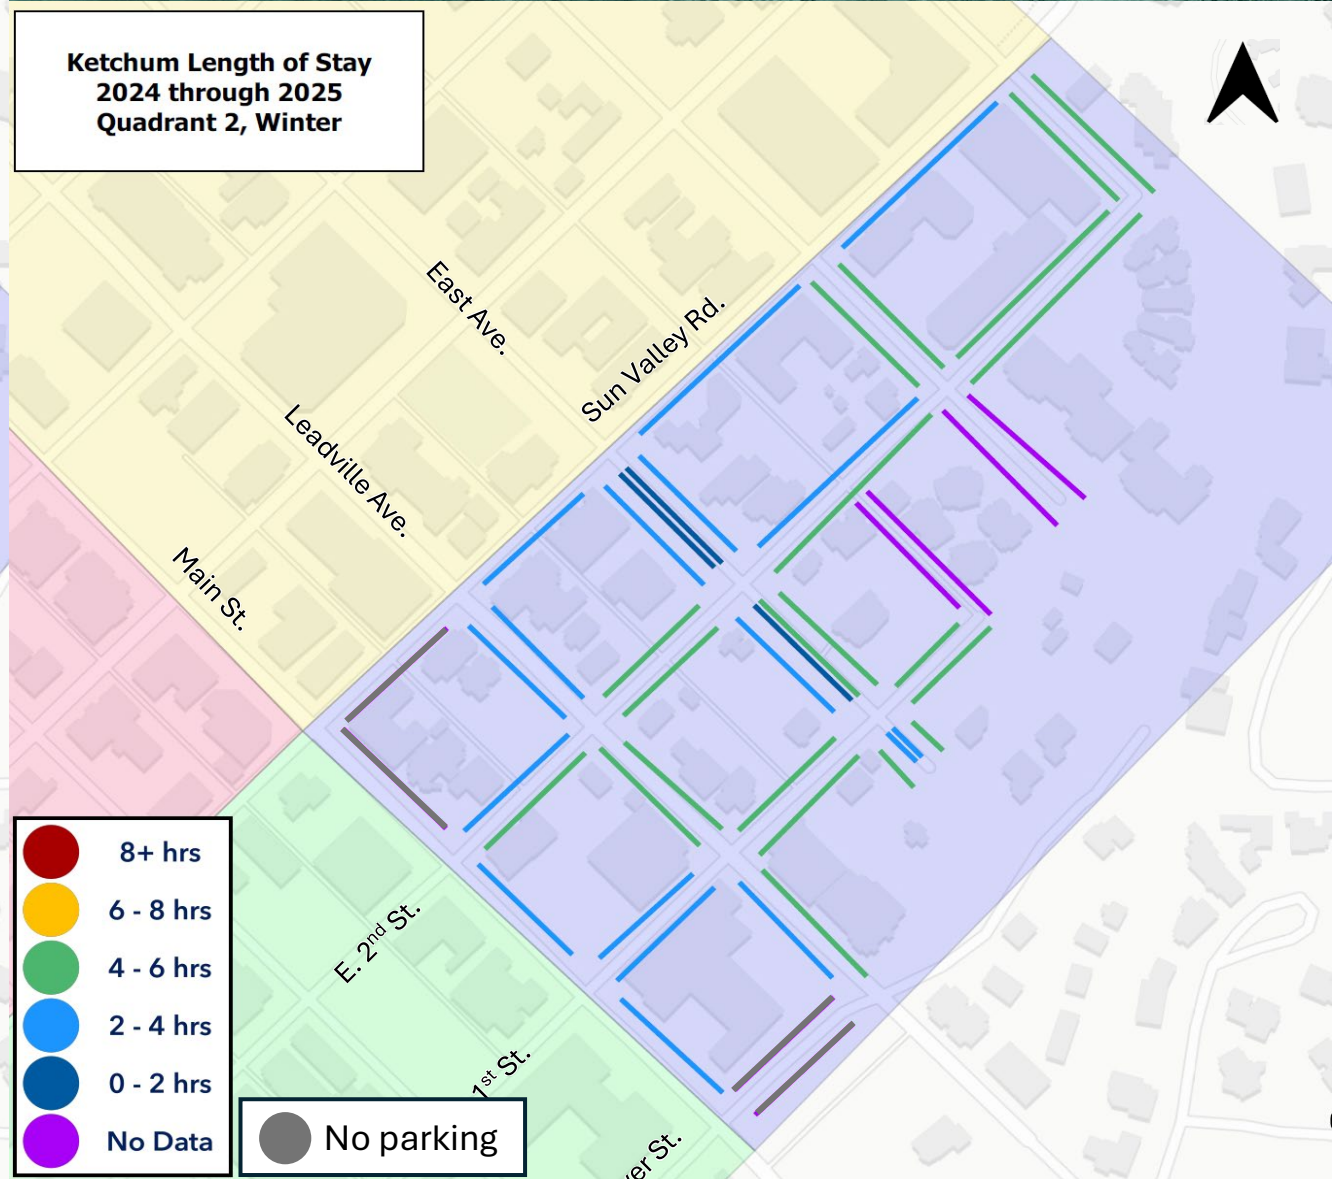 Ketchum Length of Stay
2024 through 2025
Quadrant 2, Winter
East Ave.
Sun Valley Rd.
Leadville Ave.
Main St.
E. 2nd St.
1st St.
er St.
8+ hrs
6 - 8 hrs
4 - 6 hrs
2 - 4 hrs
0 - 2 hrs
No Data
No parking